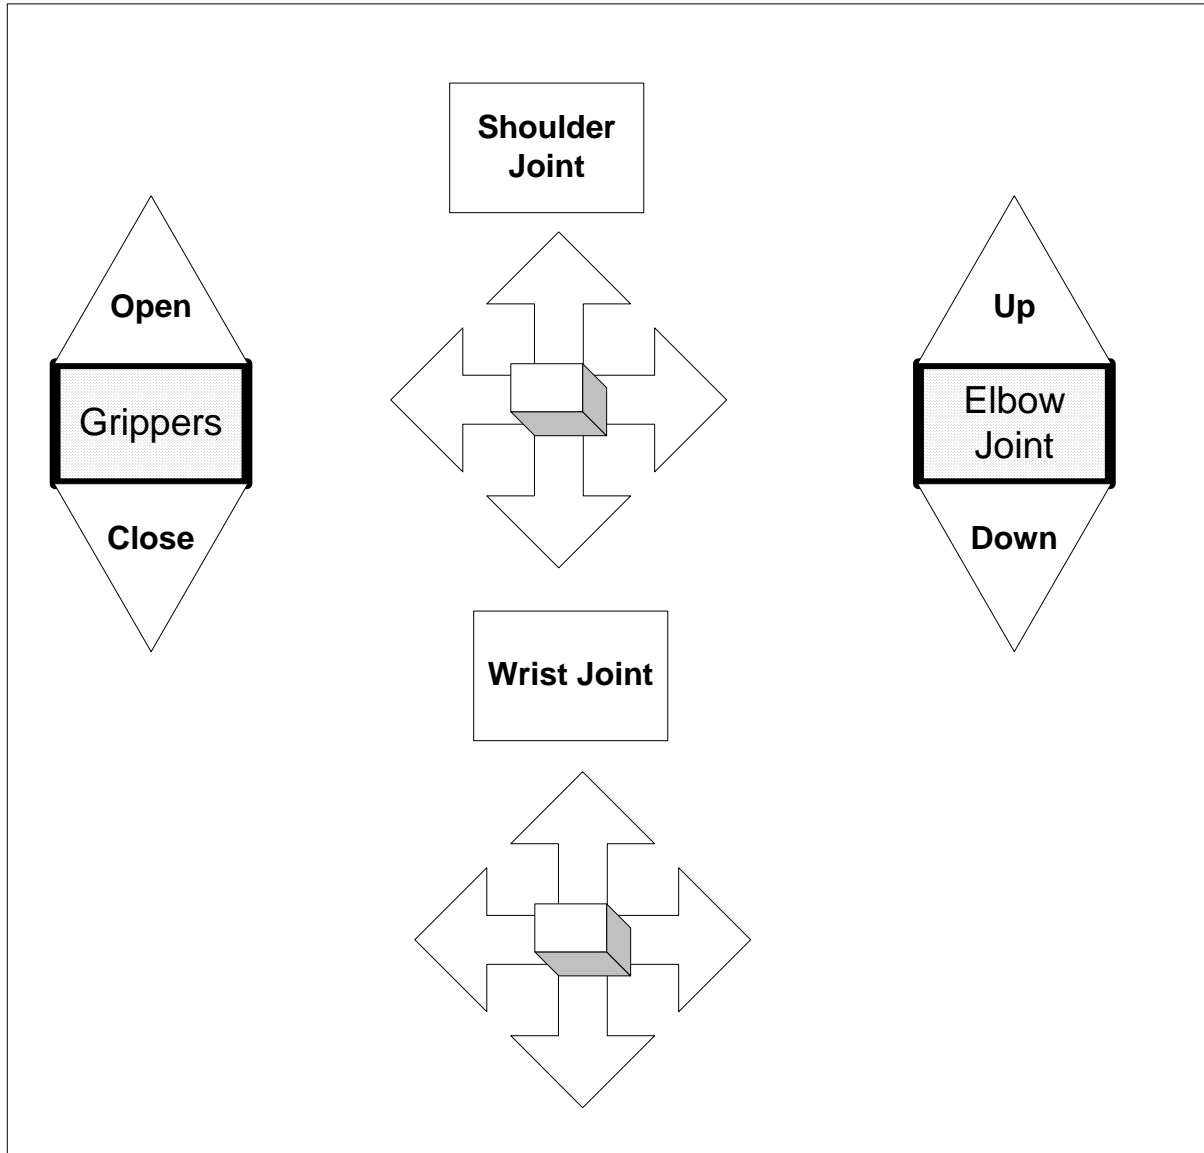 Shoulder
Joint
Open
Grippers
Close
Up
Elbow
Joint
Down
Wrist Joint